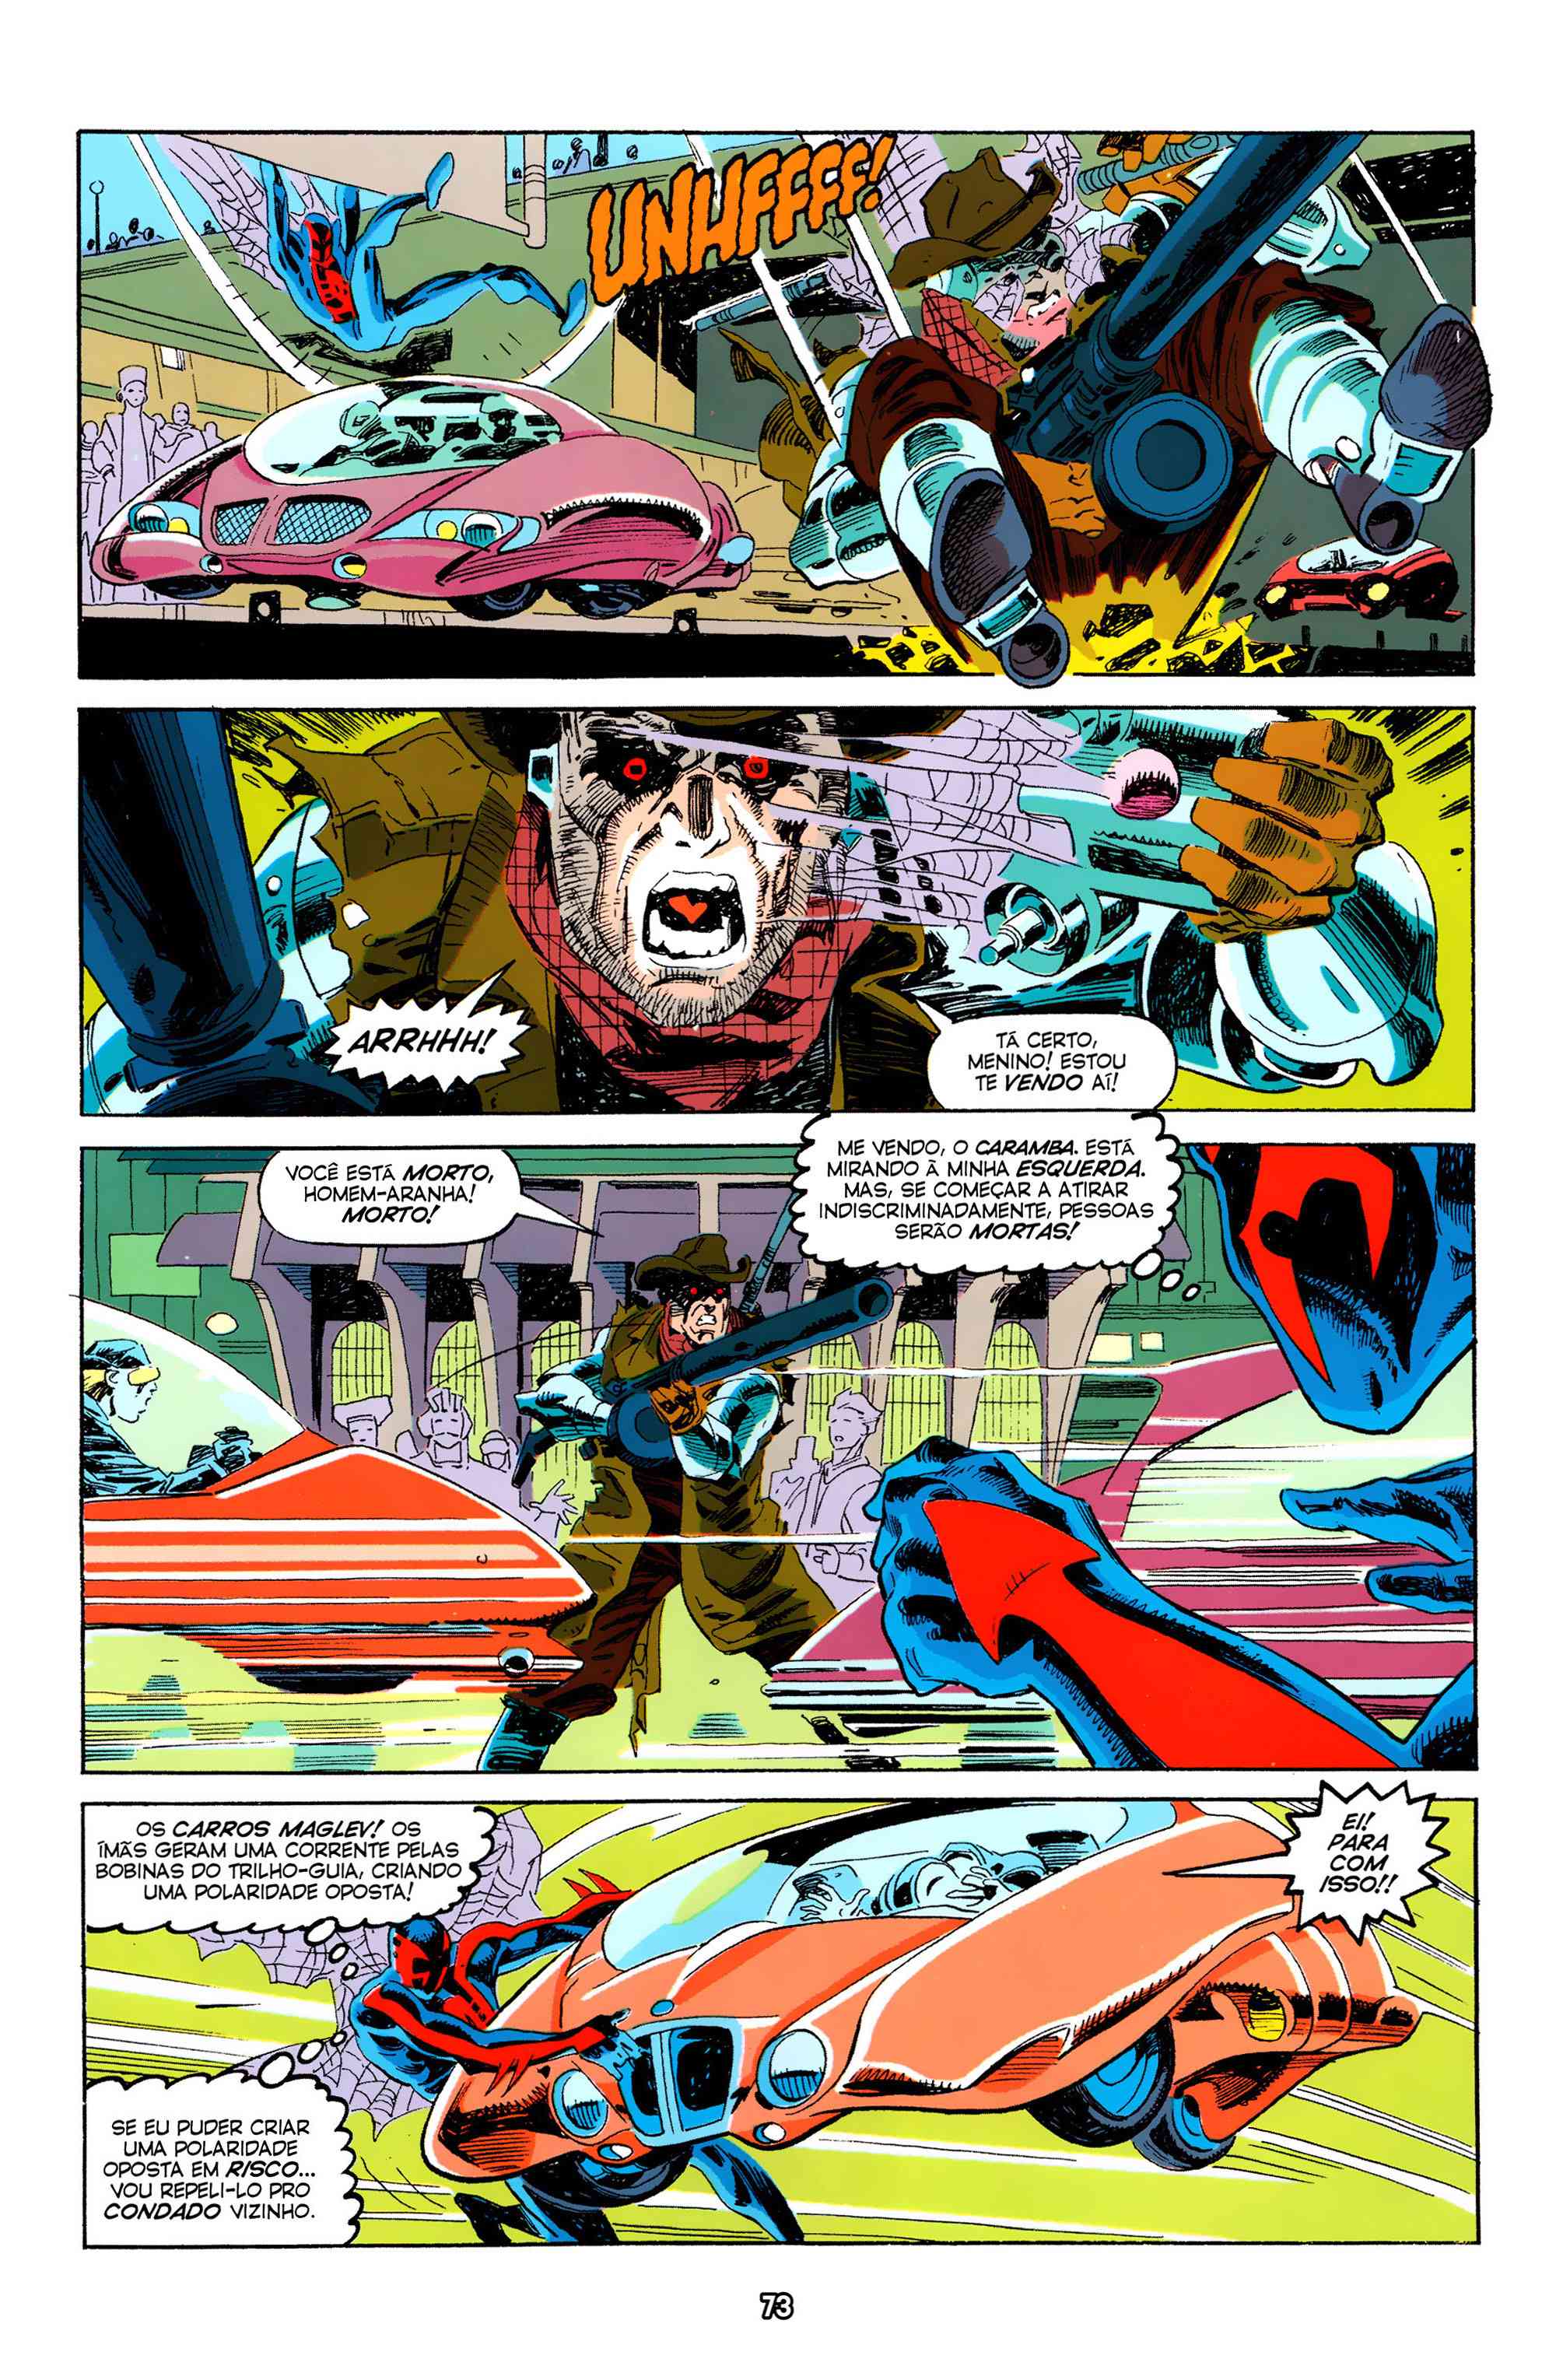 UNHFFFF!
ARRHHH!
TÁ CERTO,
MENINO! ESTOU
TE VENDO AÍ!
VOCÊ ESTÁ MORTO,
HOMEM-ARANHA!
MORTO!
ME VENDO, O CARAMBA. ESTÁ
MIRANDO À MINHA ESQUERDA.
MAS, SE COMEÇAR A ATIRAR
INDISCRIMINADAMENTE, PESSOAS
SERÃO MORTAS!
OS CARROS MAGLEV! OS
ÍMÃS GERAM UMA CORRENTE PELAS
BOBINAS DO TRILHO-GUIA, CRIANDO
UMA POLARIDADE OPOSTA!
EI!
PARA
COM
ISSO!!
SE EU PUDER CRIAR
UMA POLARIDADE
OPOSTA EM RISCO...
VOU REPELI-LO PRO
CONDADO VIZINHO.
73